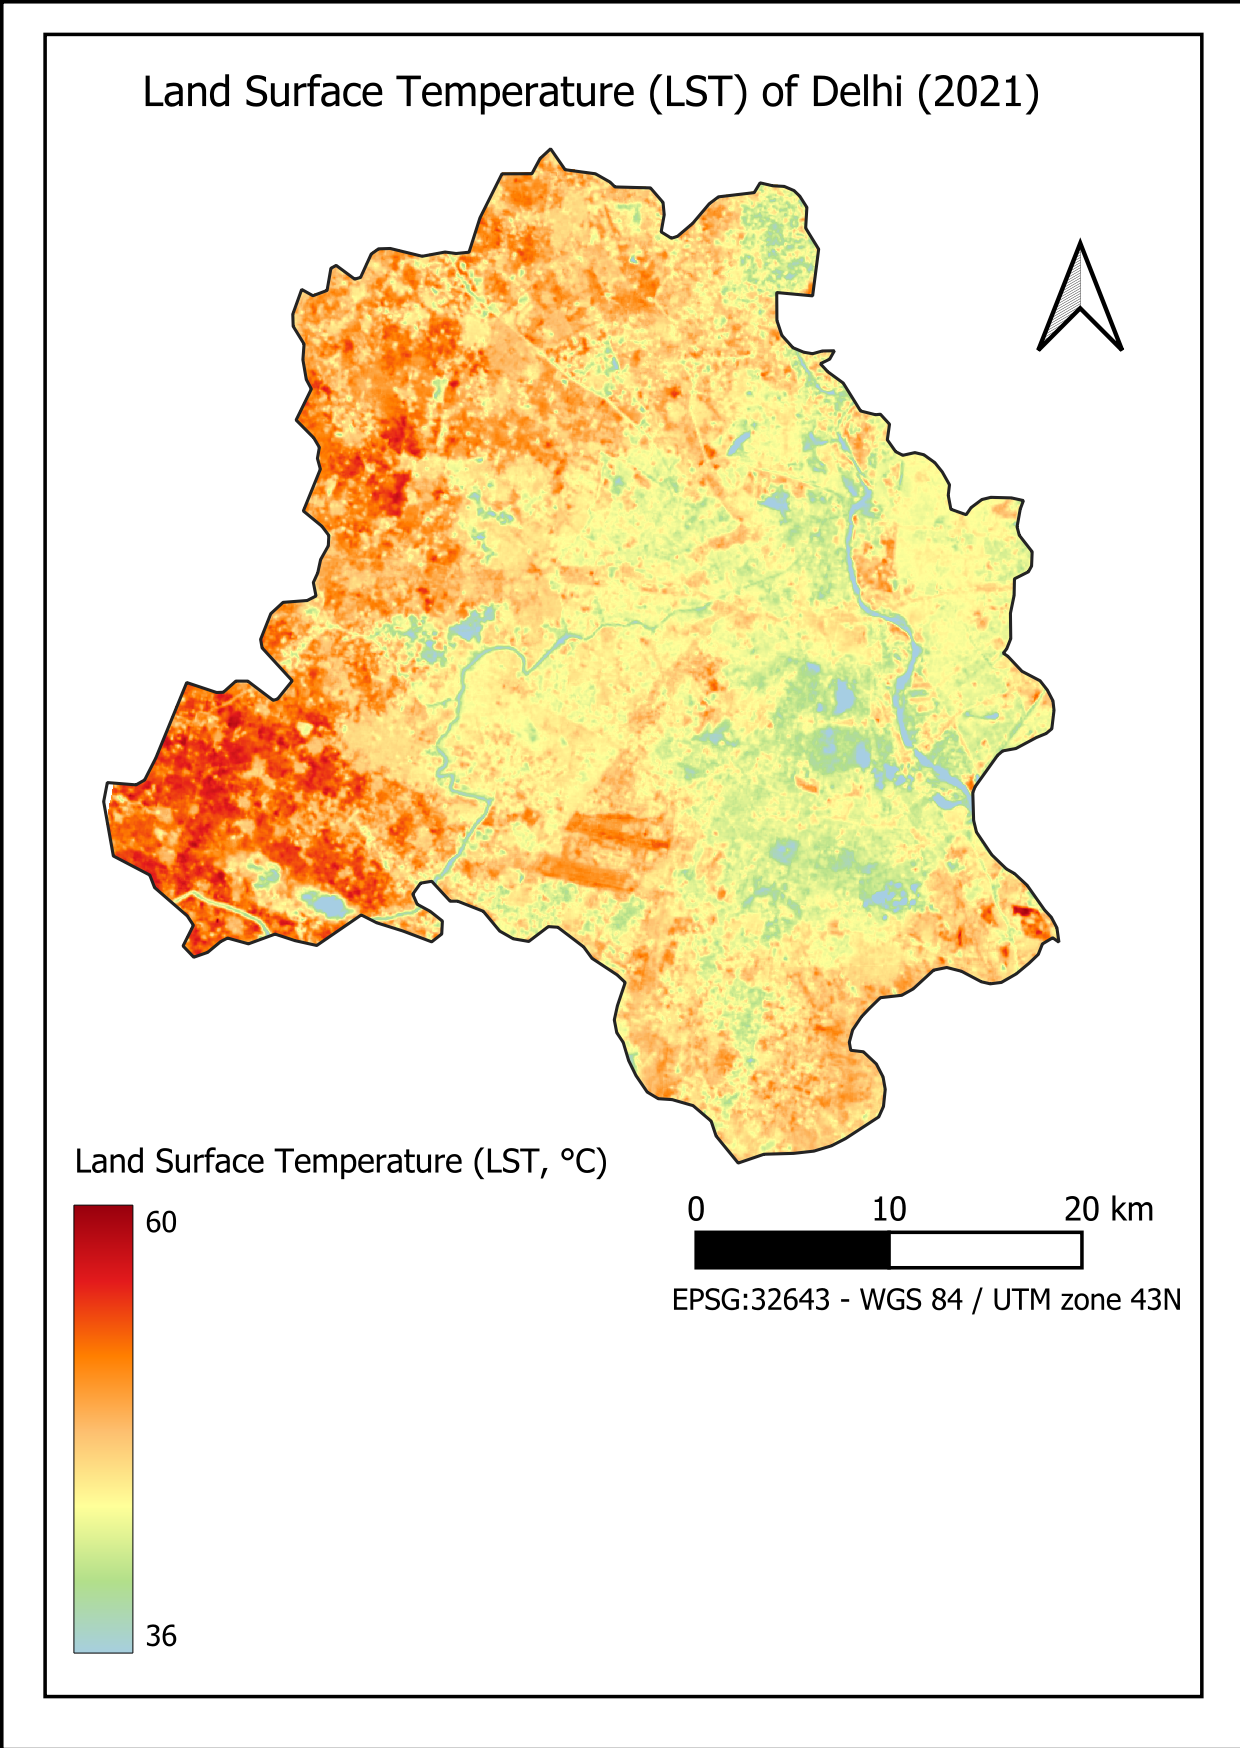 Land Surface Temperature (LST) of Delhi (2021)
Land Surface Temperature (LST, °C)
60
36
0 10 20 km
EPSG:32643 - WGS 84 / UTM zone 43N